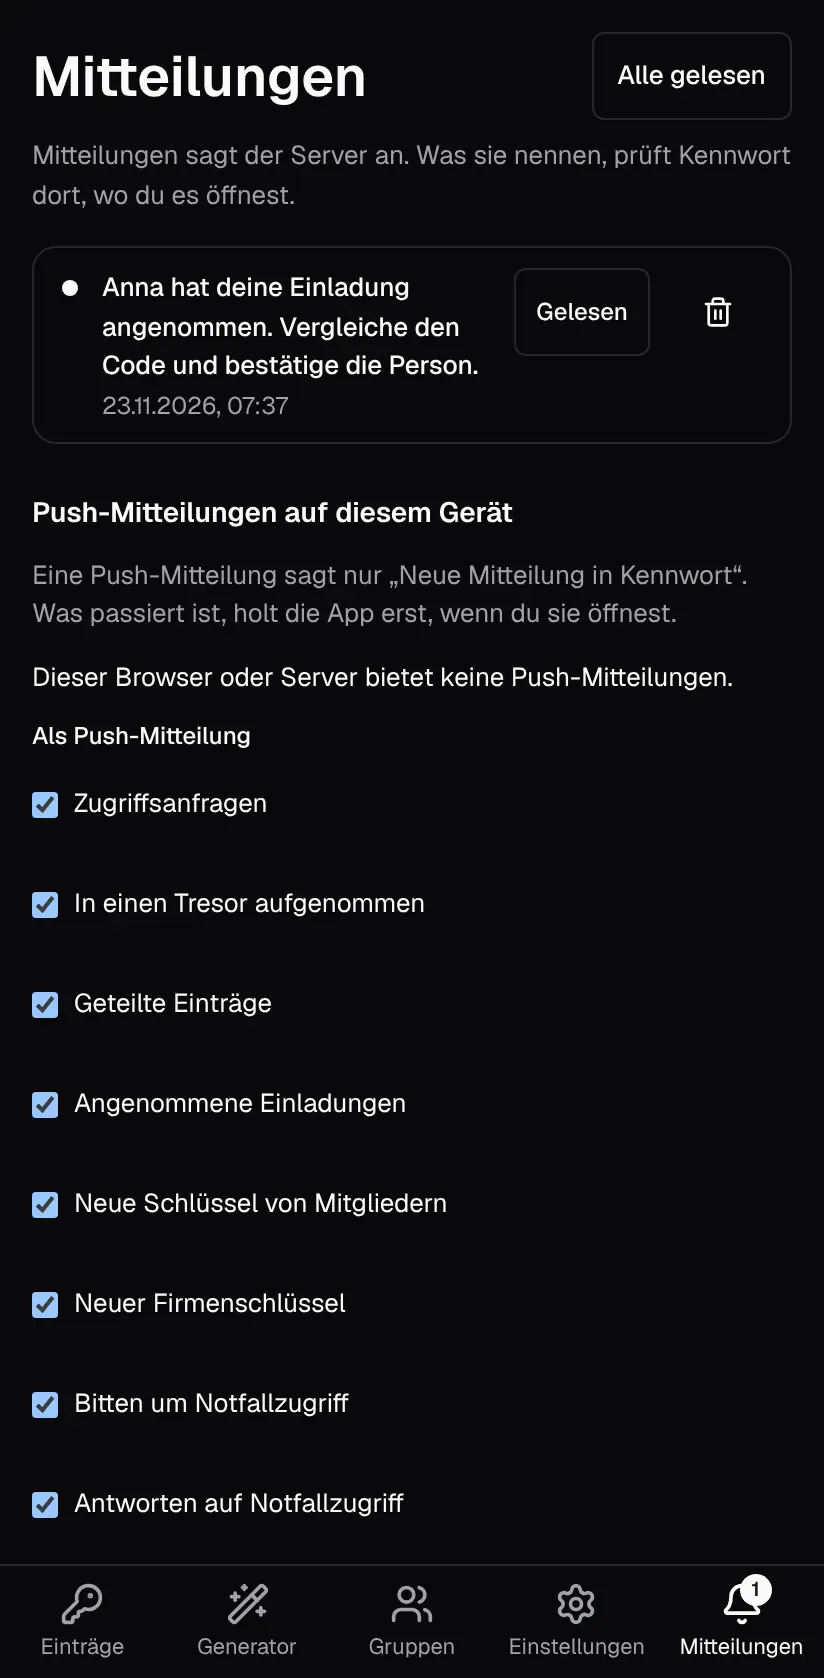 Mitteilungen
Alle gelesen
Mitteilungen sagt der Server an. Was sie nennen, prüft Kennwort
dort, wo du es öffnest.
Anna hat deine Einladung
angenommen. Vergleiche den
Code und bestätige die Person.
23.11.2026, 07:37
Gelesen
Push-Mitteilungen auf diesem Gerät
Eine Push-Mitteilung sagt nur „Neue Mitteilung in Kennwort“.
Was passiert ist, holt die App erst, wenn du sie öffnest.
Dieser Browser oder Server bietet keine Push-Mitteilungen.
Als Push-Mitteilung
Zugriffsanfragen
In einen Tresor aufgenommen
Geteilte Einträge
Angenommene Einladungen
Neue Schlüssel von Mitgliedern
Neuer Firmenschlüssel
Bitten um Notfallzugriff
Antworten auf Notfallzugriff
1
Einträge
Generator
Gruppen
Einstellungen
Mitteilungen